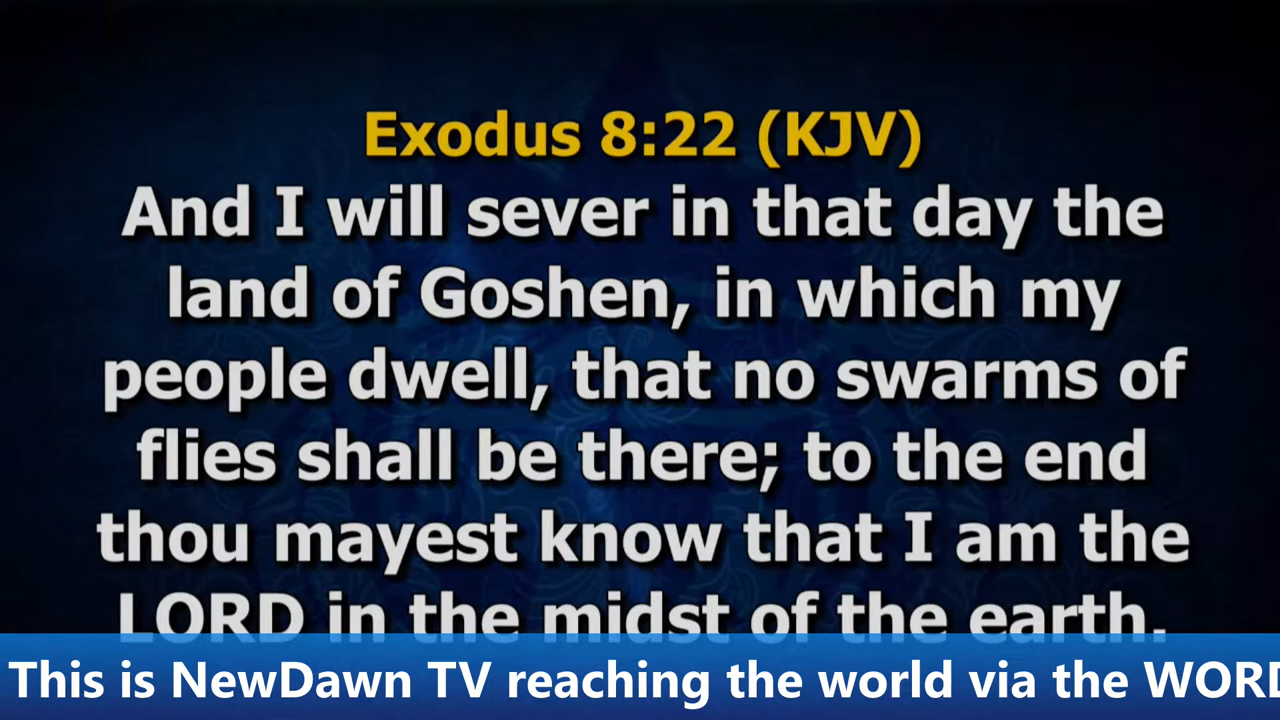 Exodus 8:22 (KJV)
And I will sever in that day the
land of Goshen, in which my
people dwell, that no swarms of
flies shall be there; to the end
thou mayest know that I am the
LORD in the midst of the earth.
This is NewDawn TV reaching the world via the WORD